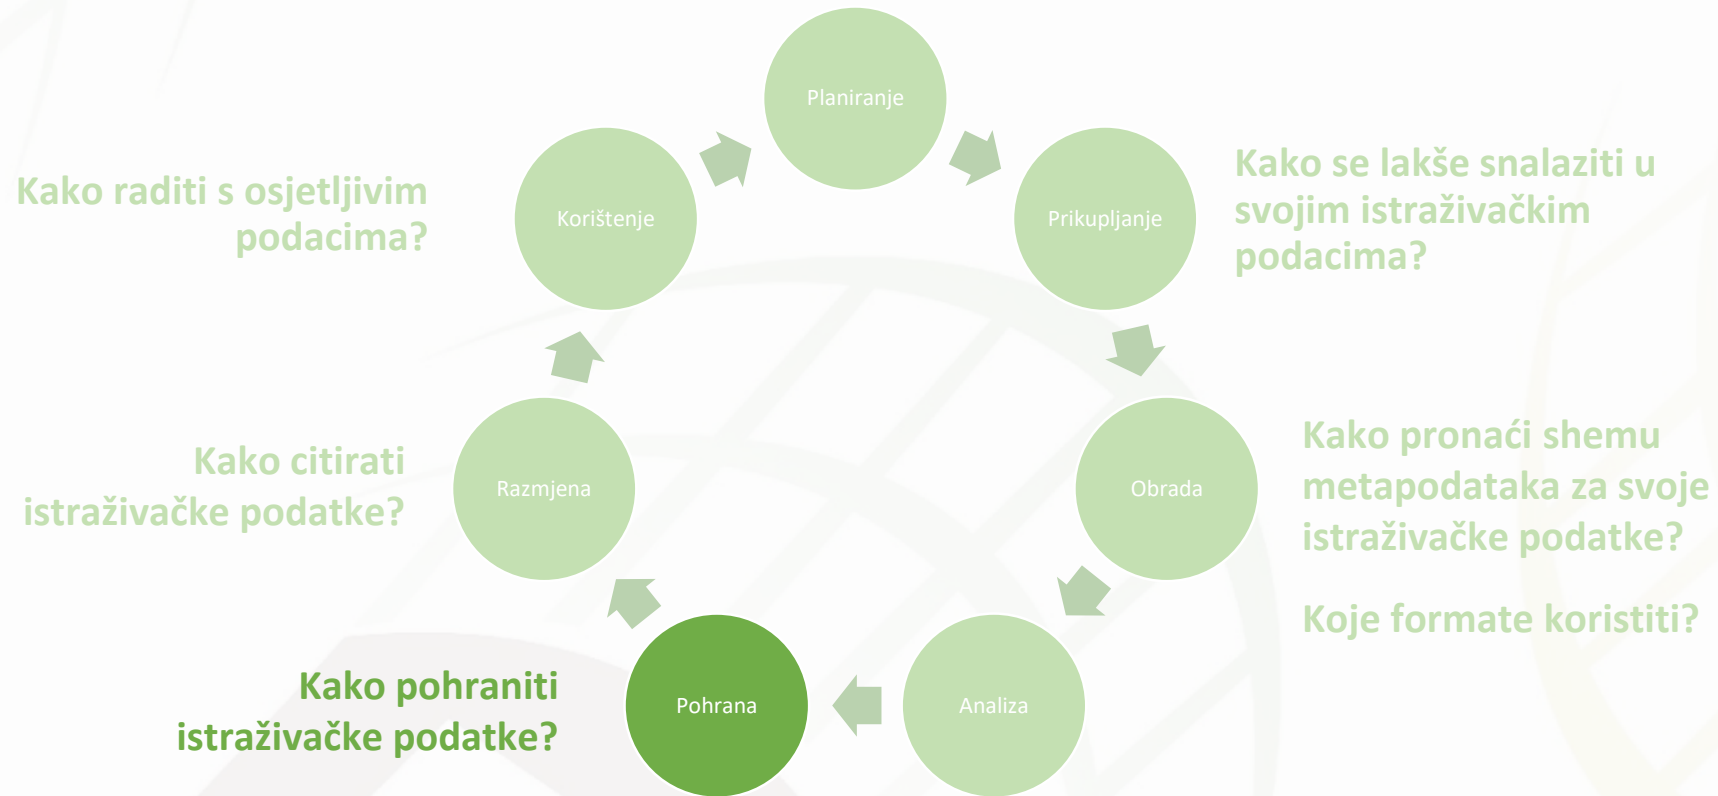 Planiranje
Kako raditi s osjetljivim
podacima?
Korištenje
Prikupljanje
Kako se lakše snalaziti u
svojim istraživačkim
podacima?
Kako citirati
istraživačke podatke?
Razmjena
Obrada
Kako pronaći shemu
metapodataka za svoje
istraživačke podatke?
Koje formate koristiti?
Kako pohraniti
istraživačke podatke?
Pohrana
Analiza